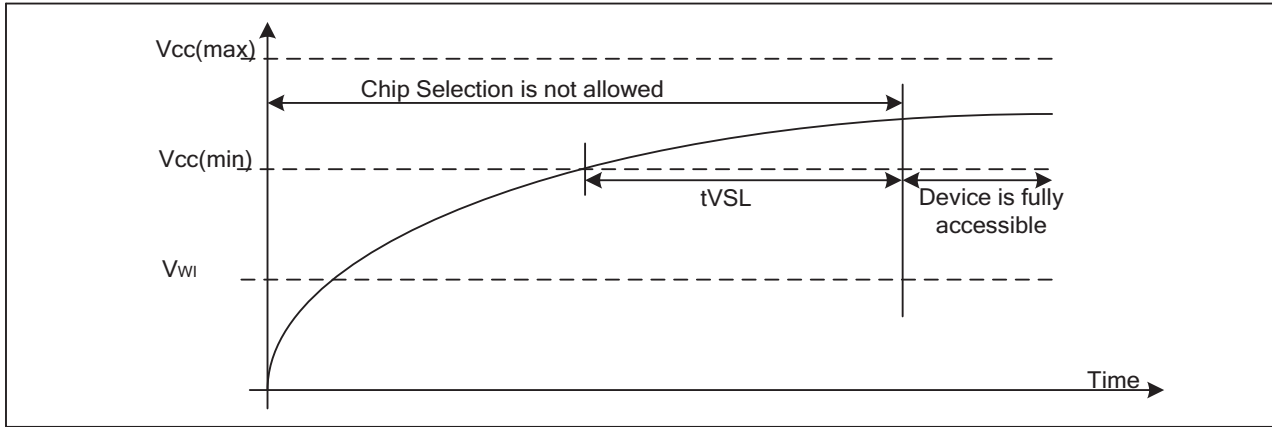 Vcc(max)
Chip Selection is not allowed
Vcc(min)
tVSL
Device is fully
accessible
VWI
Time